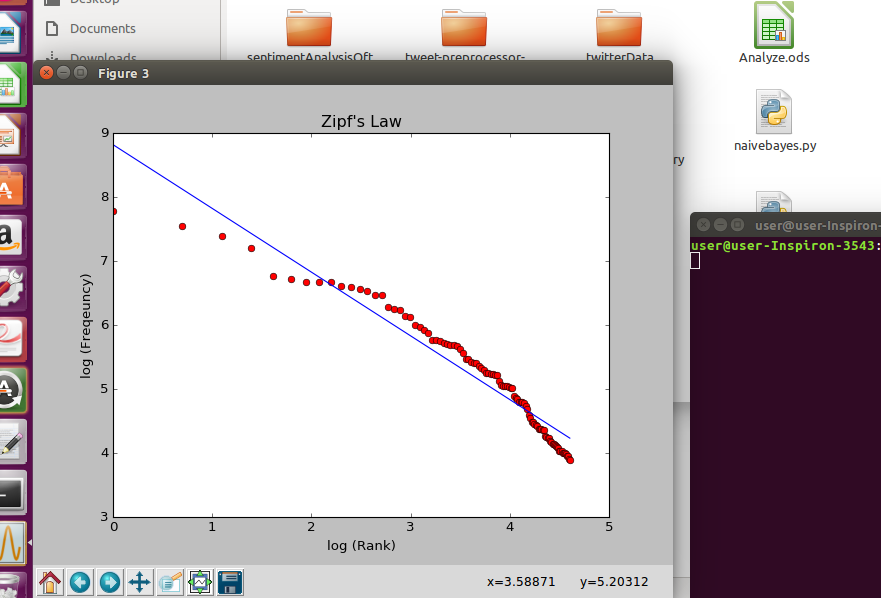 Desktop
Documents
Downloads
sentimentAnalysisOft
tweet-preprocessor-
twitterData
Analyze.ods
naivebayes.py
ry
Figure 3
Zipf's Law
9
8
7
6
5
4
3
log (Freqeuncy)
0 1 2 3 4 5
log (Rank)
x=3.58871 y=5.20312
user@user-Inspiron-
user@user-Inspiron-3543: